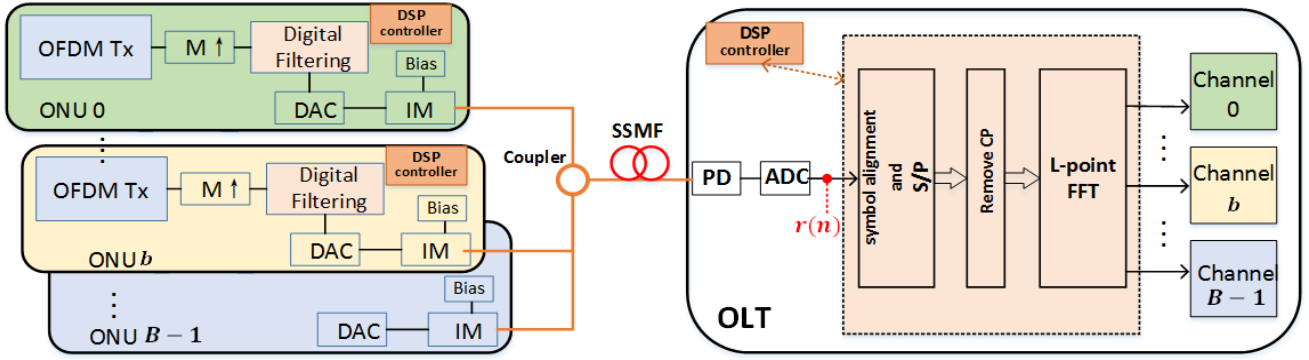 DSP
controller
OFDM Tx
M ↑
Digital
Filtering
Bias
DAC
IM
ONU 0
DSP
controller
OFDM Tx
M ↑
Digital
Filtering
Bias
DAC
IM
ONU b
Bias
DAC
IM
ONU B − 1
Coupler
SSMF
DSP
controller
PD
ADC
r(n)
symbol alignment
and
S/P
Remove CP
L-point
FFT
Channel
0
Channel
b
Channel
B − 1
OLT